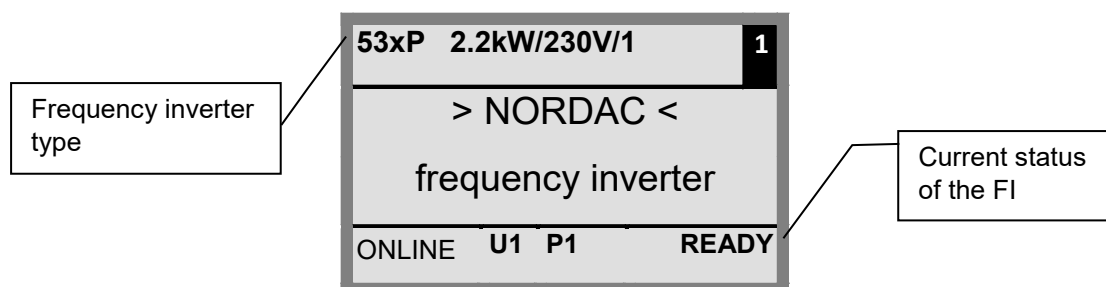 53xP 2.2kW/230V/1 1
Frequency inverter
type
> NORDAC <
frequency inverter
Current status
of the FI
ONLINE U1 P1 READY